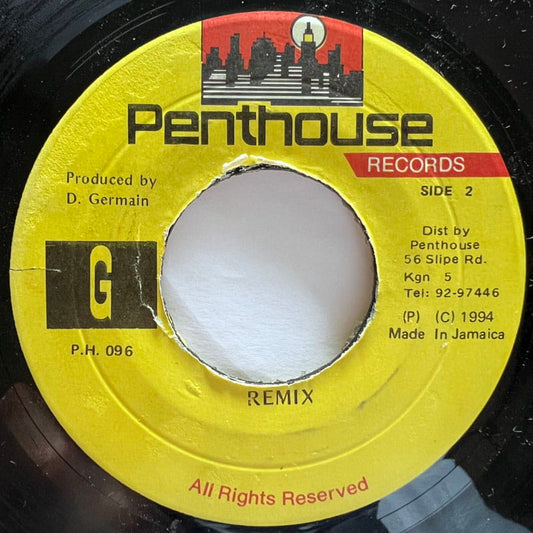 Penthouse
RECORDS
Produced by
D. Germain
SIDE 2
G
P.H. 096
Dist by
Penthouse
56 Slipe Rd.
Kgn 5
Tel: 92-97446
(P) (C) 1994
Made In Jamaica
REMIX
All Rights Reserved